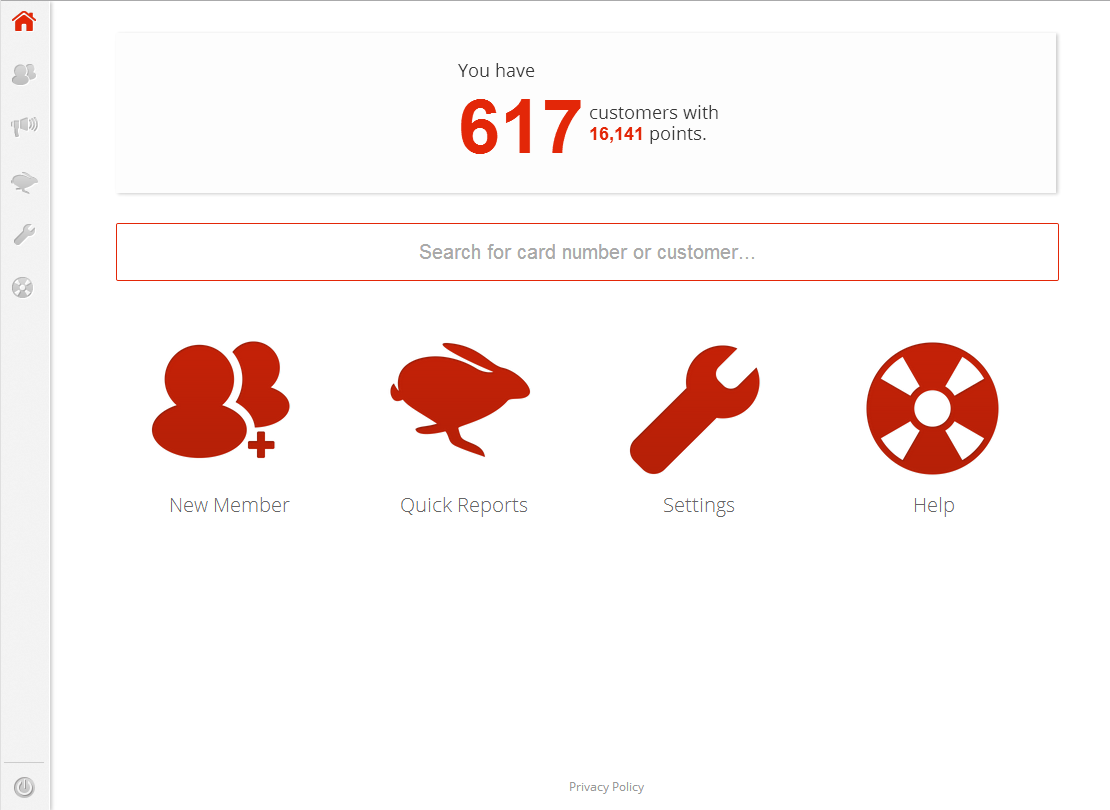 You have
617 customers with
16,141 points.
Search for card number or customer...
New Member
Quick Reports
Settings
Help
Privacy Policy